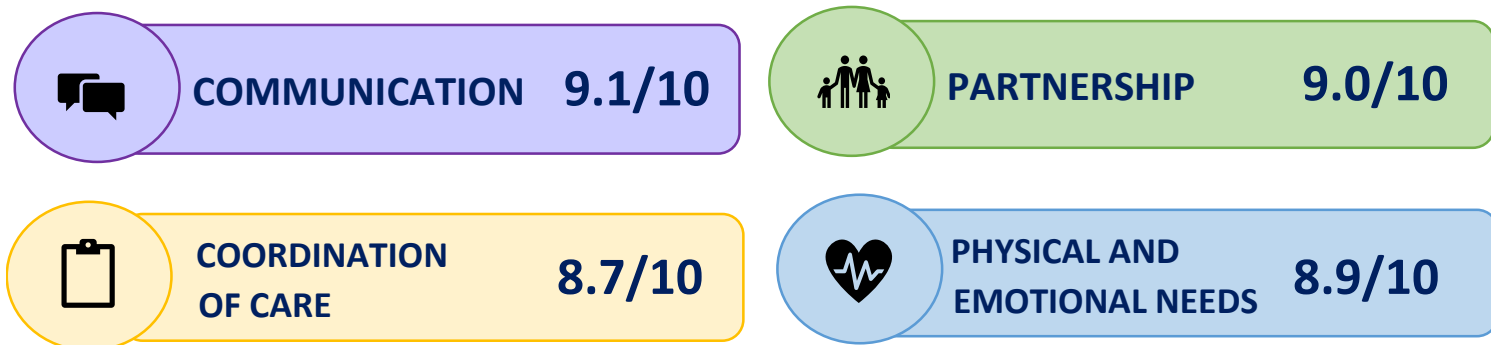 COMMUNICATION 9.1/10
PARTNERSHIP 9.0/10
COORDINATION
OF CARE
8.7/10
PHYSICAL AND
EMOTIONAL NEEDS
8.9/10